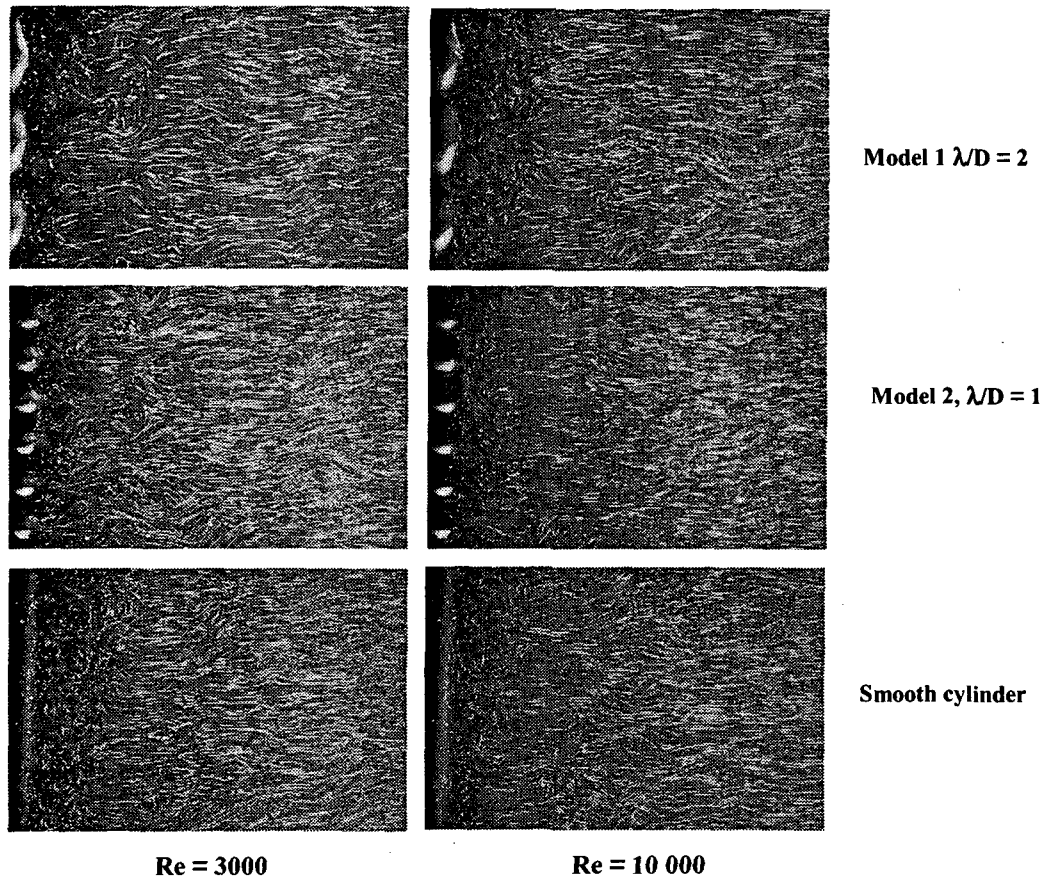 Model 1 λ/D = 2
Model 2, λ/D = 1
Smooth cylinder
Re = 3000
Re = 10 000